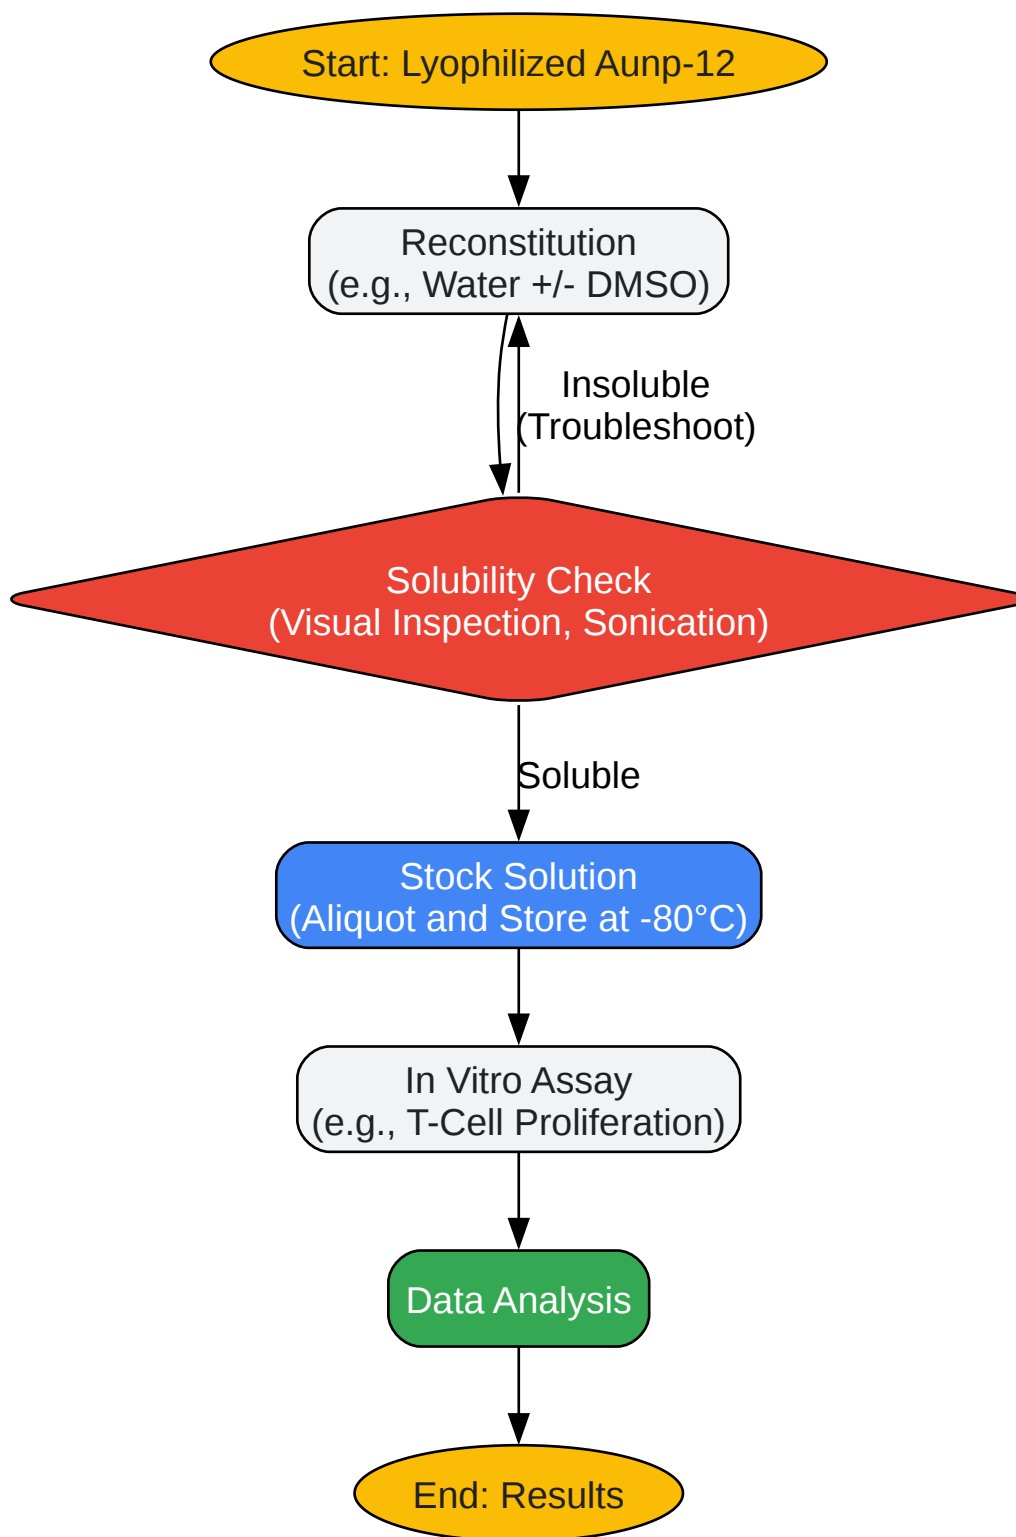 Start: Lyophilized Aunp-12
Reconstitution
(e.g., Water +/- DMSO)
Insoluble
(Troubleshoot)
Solubility Check
(Visual Inspection, Sonication)
Soluble
Stock Solution
(Aliquot and Store at -80°C)
In Vitro Assay
(e.g., T-Cell Proliferation)
Data Analysis
End: Results